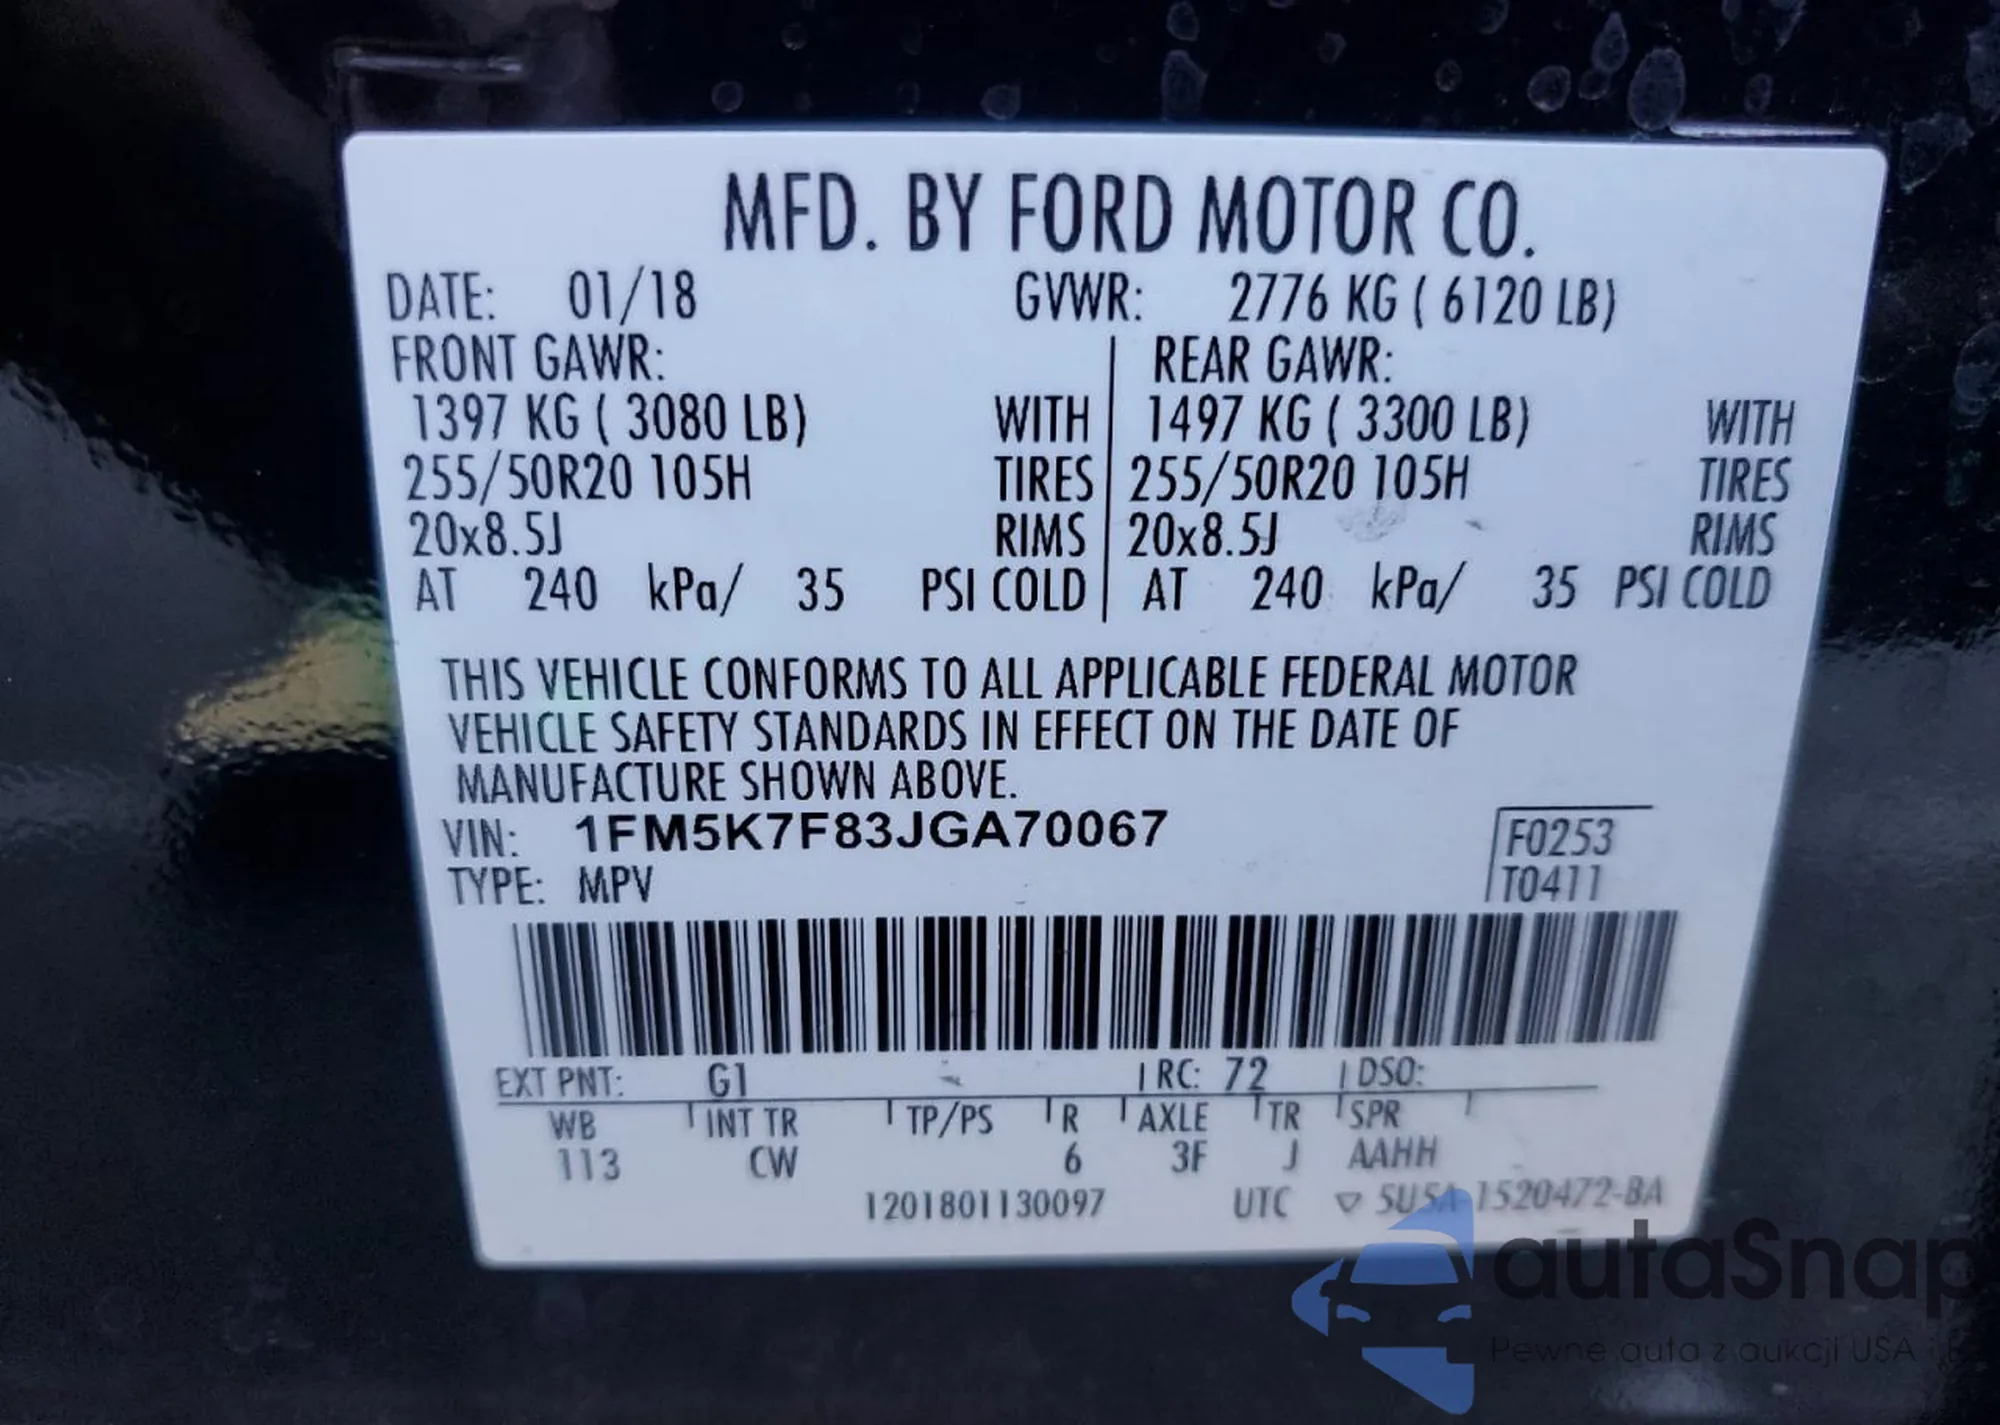 MFD. BY FORD MOTOR CO.
DATE: 01/18 GVWR: 2776 KG ( 6120 LB)
FRONT GAWR: REAR GAWR:
1397 KG ( 3080 LB) WITH 1497 KG ( 3300 LB) WITH
255/50R20 105H TIRES 255/50R20 105H TIRES
20x8.5J RIMS 20x8.5J RIMS
AT 240 kPa/ 35 PSI COLD AT 240 kPa/ 35 PSI COLD
THIS VEHICLE CONFORMS TO ALL APPLICABLE FEDERAL MOTOR
VEHICLE SAFETY STANDARDS IN EFFECT ON THE DATE OF
MANUFACTURE SHOWN ABOVE.
VIN: 1FM5K7F83JGA70067 F0253
TYPE: MPV T0411
EXT PNT: G1 RC: 72 DSO:
WB INT TR TP/PS R AXLE TR SPR
113 CW 6 3F J AAHH
1201801130097 UTC ▽ 5U5A-1520472-BA
autoSnap
Pewne auta z aukcji USA i